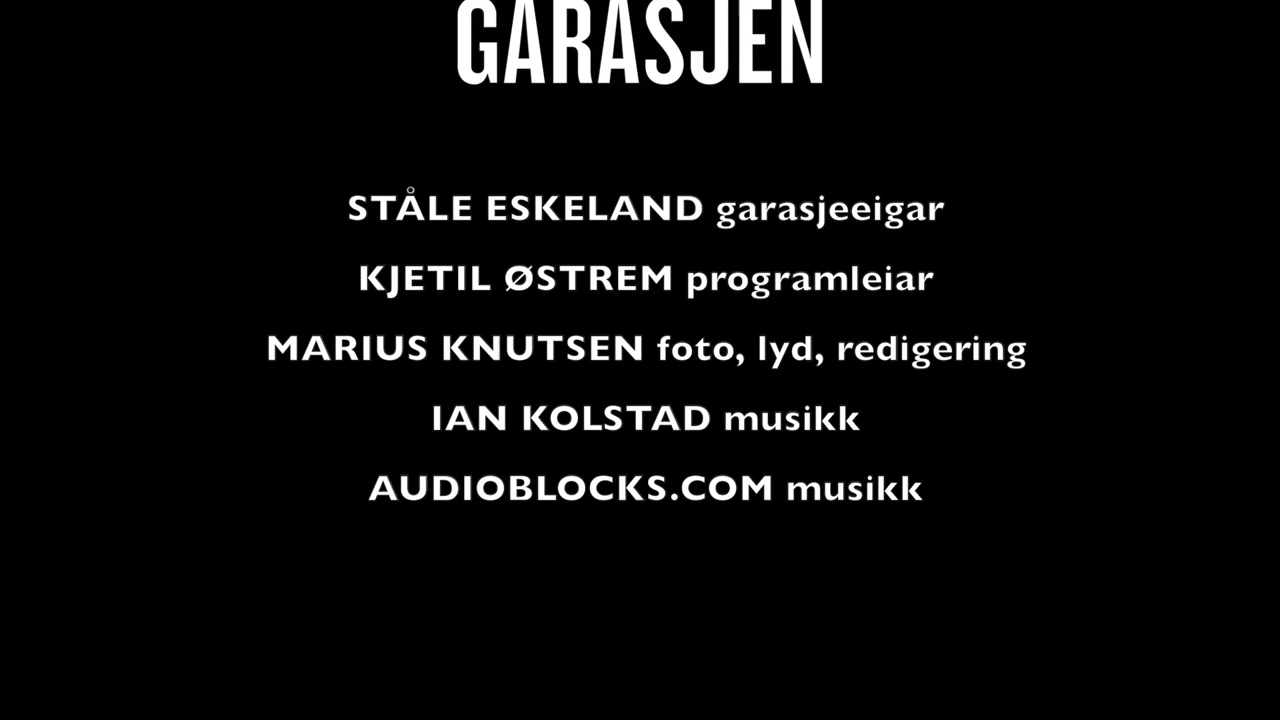 GARASJEN
STÅLE ESKELAND garasjeeigar
KJETIL ØSTREM programleiar
MARIUS KNUTSEN foto, lyd, redigering
IAN KOLSTAD musikk
AUDIOBLOCKS.COM musikk